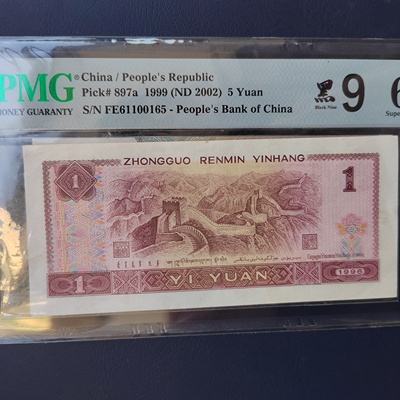 PMG® China / People's Republic
Pick# 897a 1999 (ND 2002) 5 Yuan
MONEY GUARANTY S/N FE61100165 - People's Bank of China
9
6
ZHONGGUO RENMIN YINHANG
1 1
1 YI YUAN 1996